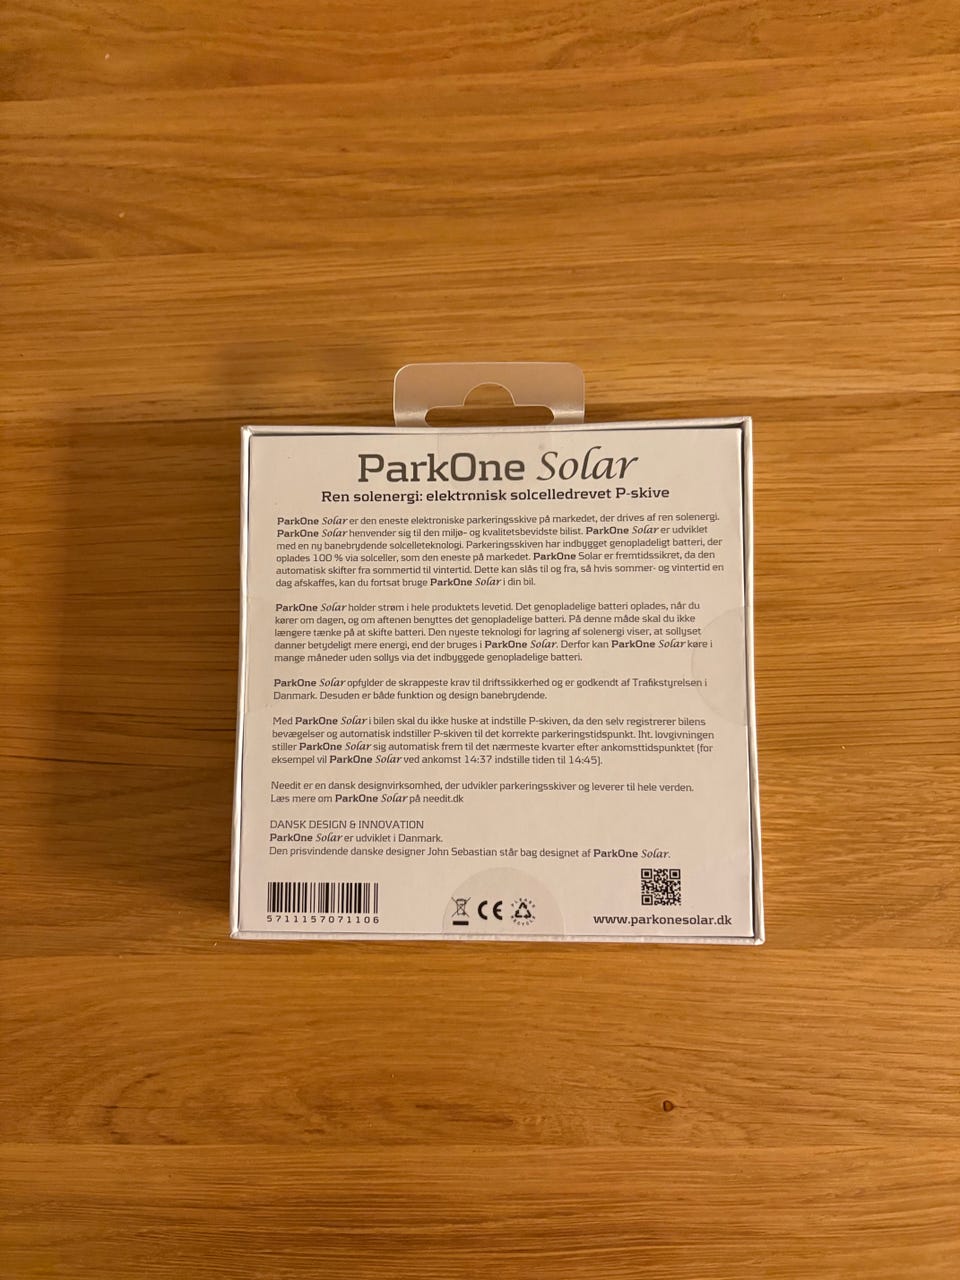 ParkOne Solar
Ren solenergi: elektronisk solcelledrevet P-skive
ParkOne Solar er den eneste elektroniske parkeringsskive på markedet, der drives af ren solenergi.
ParkOne Solar henvender sig til den miljø- og kvalitetsbevidste bilist. ParkOne Solar er udviklet
med en ny banebrydende solcelleteknologi. Parkeringsskiven har indbygget genopladeligt batteri, der
oplades 100 % via solceller, som den eneste på markedet. ParkOne Solar er fremtidssikret, da den
automatisk skifter fra sommertid til vintertid. Dette kan slås til og fra, så hvis sommer- og vintertid en
dag afskaffes, kan du fortsat bruge ParkOne Solar i din bil.
ParkOne Solar holder strøm i hele produktets levetid. Det genopladelige batteri oplades, når du
kører om dagen, og om aftenen benyttes det genopladelige batteri. På denne måde skal du ikke
længere tænke på at skifte batteri. Den nyeste teknologi for lagring af solenergi viser, at sollyset
danner betydeligt mere energi, end der bruges i ParkOne Solar. Derfor kan ParkOne Solar køre i
mange måneder uden sollys via det indbyggede genopladelige batteri.
ParkOne Solar opfylder de skrappeste krav til driftssikkerhed og er godkendt af Trafikstyrelsen i
Danmark. Desuden er både funktion og design banebrydende.
Med ParkOne Solar i bilen skal du ikke huske at indstille P-skiven, da den selv registrerer bilens
bevægelser og automatisk indstiller P-skiven til det korrekte parkeringstidspunkt. Iht. lovgivningen
stiller ParkOne Solar sig automatisk frem til det nærmeste kvarter efter ankomsttidspunktet (for
eksempel vil ParkOne Solar ved ankomst 14:37 indstille tiden til 14:45).
Needit er en dansk designvirksomhed, der udvikler parkeringsskiver og leverer til hele verden.
Læs mere om ParkOne Solar på needit.dk
DANSK DESIGN & INNOVATION
ParkOne Solar er udviklet i Danmark.
Den prisvindende danske designer John Sebastian står bag designet af ParkOne Solar.
5711157071106
CE
www.parkonesolar.dk